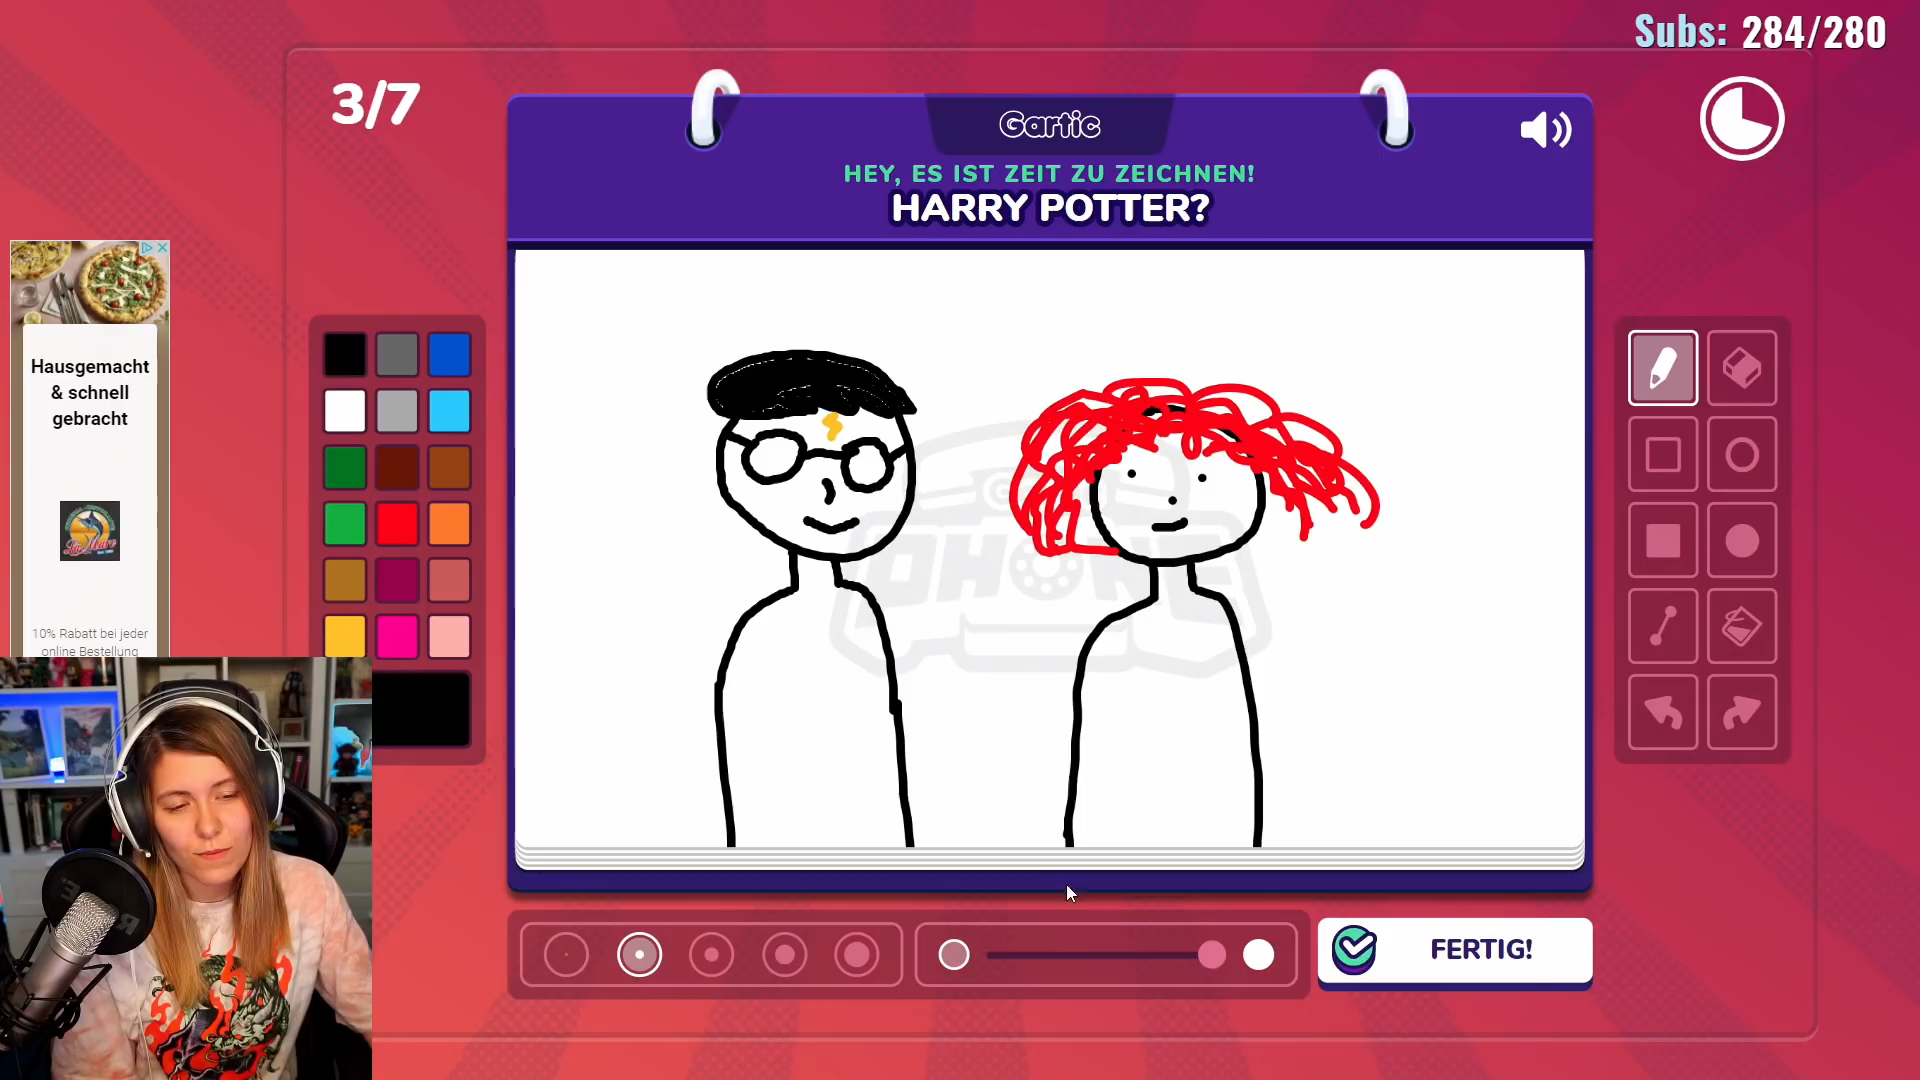 Subs: 284/280
3/7
Gartic
HEY, ES IST ZEIT ZU ZEICHNEN!
HARRY POTTER?
Hausgemacht
& schnell
gebracht
10% Rabatt bei jeder
online Bestellung
PHONE
FERTIG!